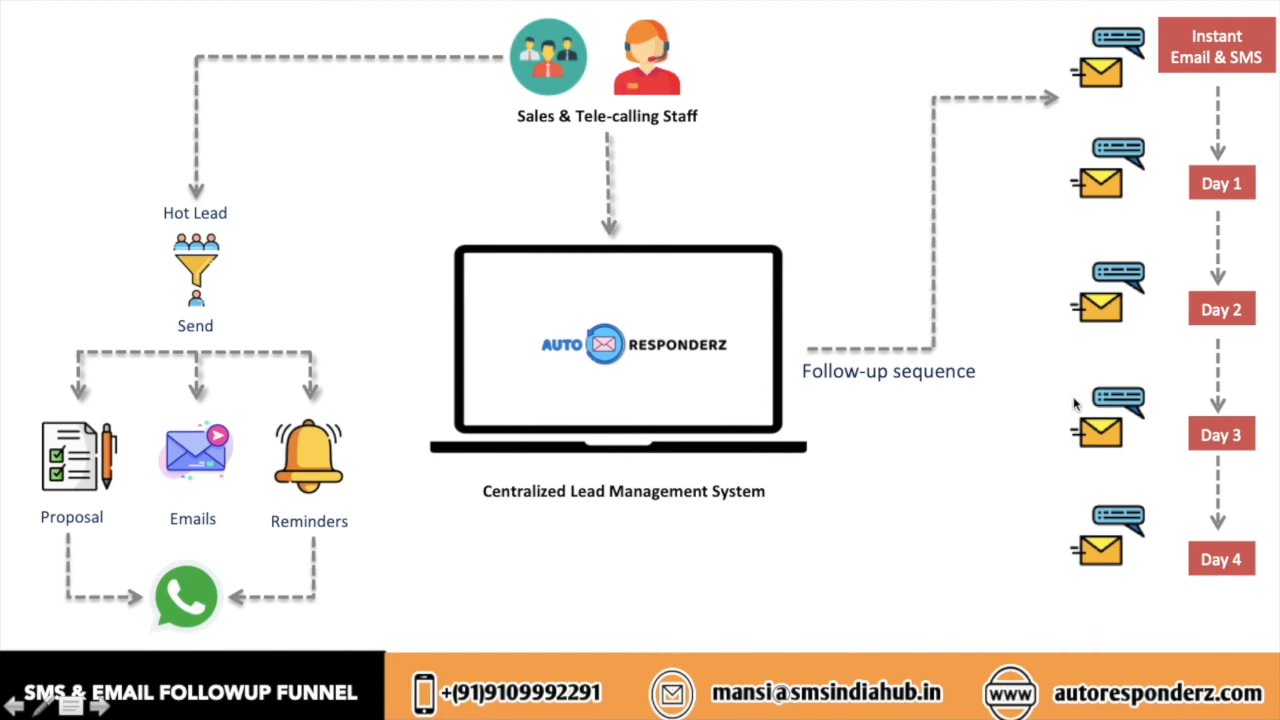 Instant
Email & SMS
Sales & Tele-calling Staff
Day 1
Hot Lead
Day 2
Send
AUTO RESPONDERZ
Follow-up sequence
Day 3
Centralized Lead Management System
Proposal
Emails
Reminders
Day 4
SMS & EMAIL FOLLOWUP FUNNEL
+(91)9109992291
mansi@smsindiahub.in
www
autoresponderz.com